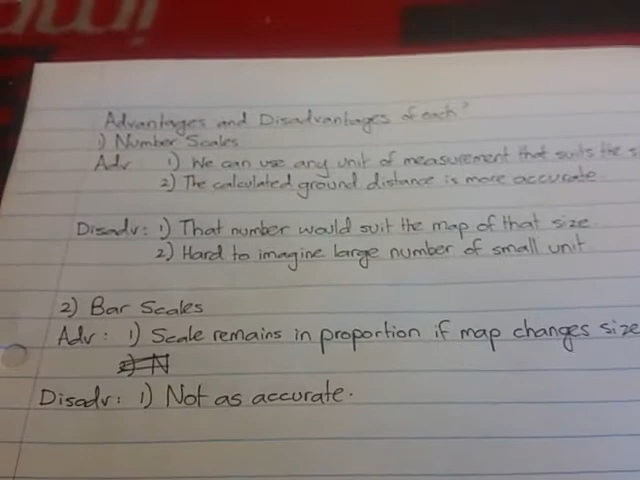 Advantages and Disadvantages of each?
1) Number Scales
Adv 1) We can use any unit of measurement that suits the
2) The calculated ground distance is more accurate.
Disadv: 1) That number would suit the map of that size.
2) Hard to imagine large number of small unit
2) Bar Scales
Adv: 1) Scale remains in proportion if map changes size
Disadv: 1) Not as accurate.